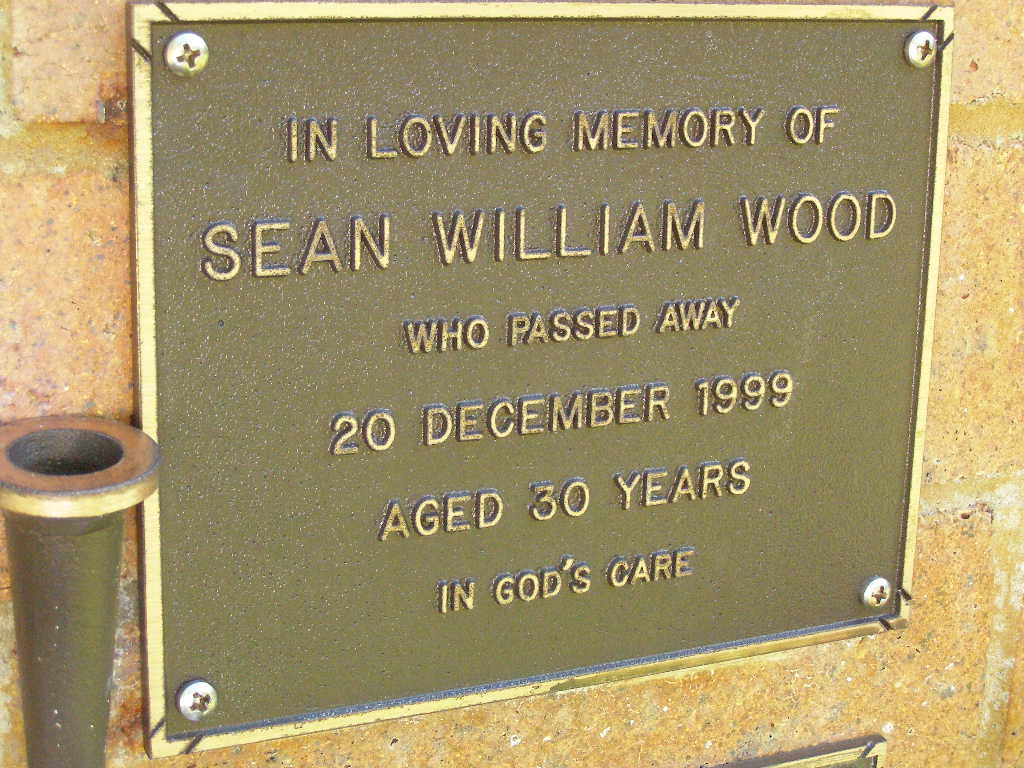 IN LOVING MEMORY OF
SEAN WILLIAM WOOD
WHO PASSED AWAY
20 DECEMBER 1999
AGED 30 YEARS
IN GOD'S CARE